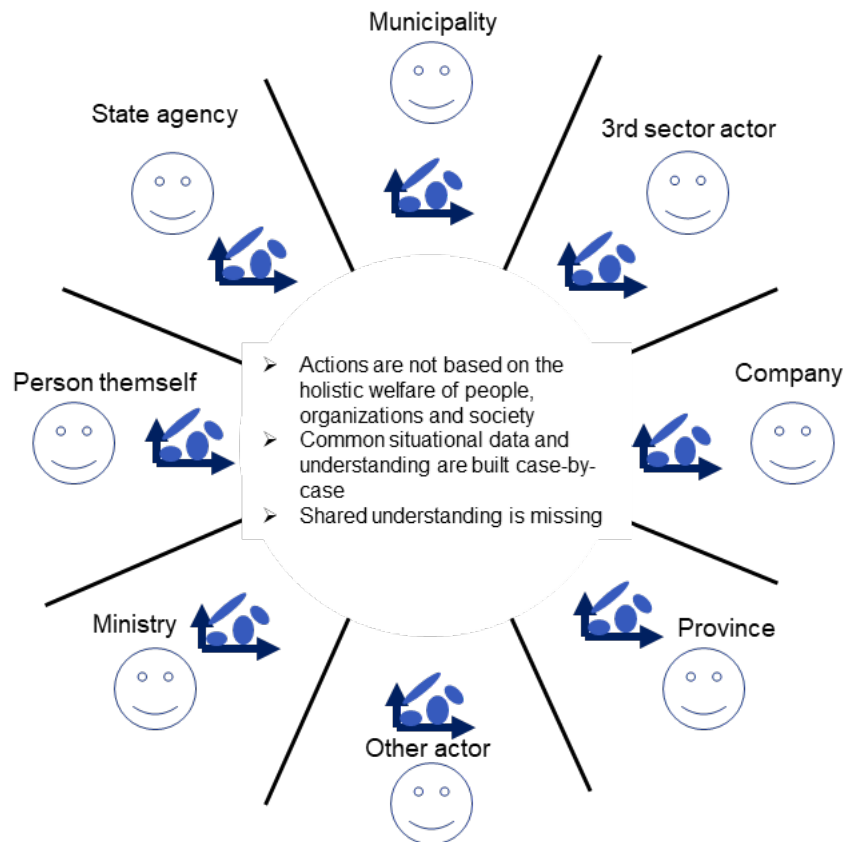 Municipality
State agency
3rd sector actor
Person themself
➢ Actions are not based on the
holistic welfare of people,
organizations and society
➢ Common situational data and
understanding are built case-by-
case
➢ Shared understanding is missing
Company
Ministry
Province
Other actor